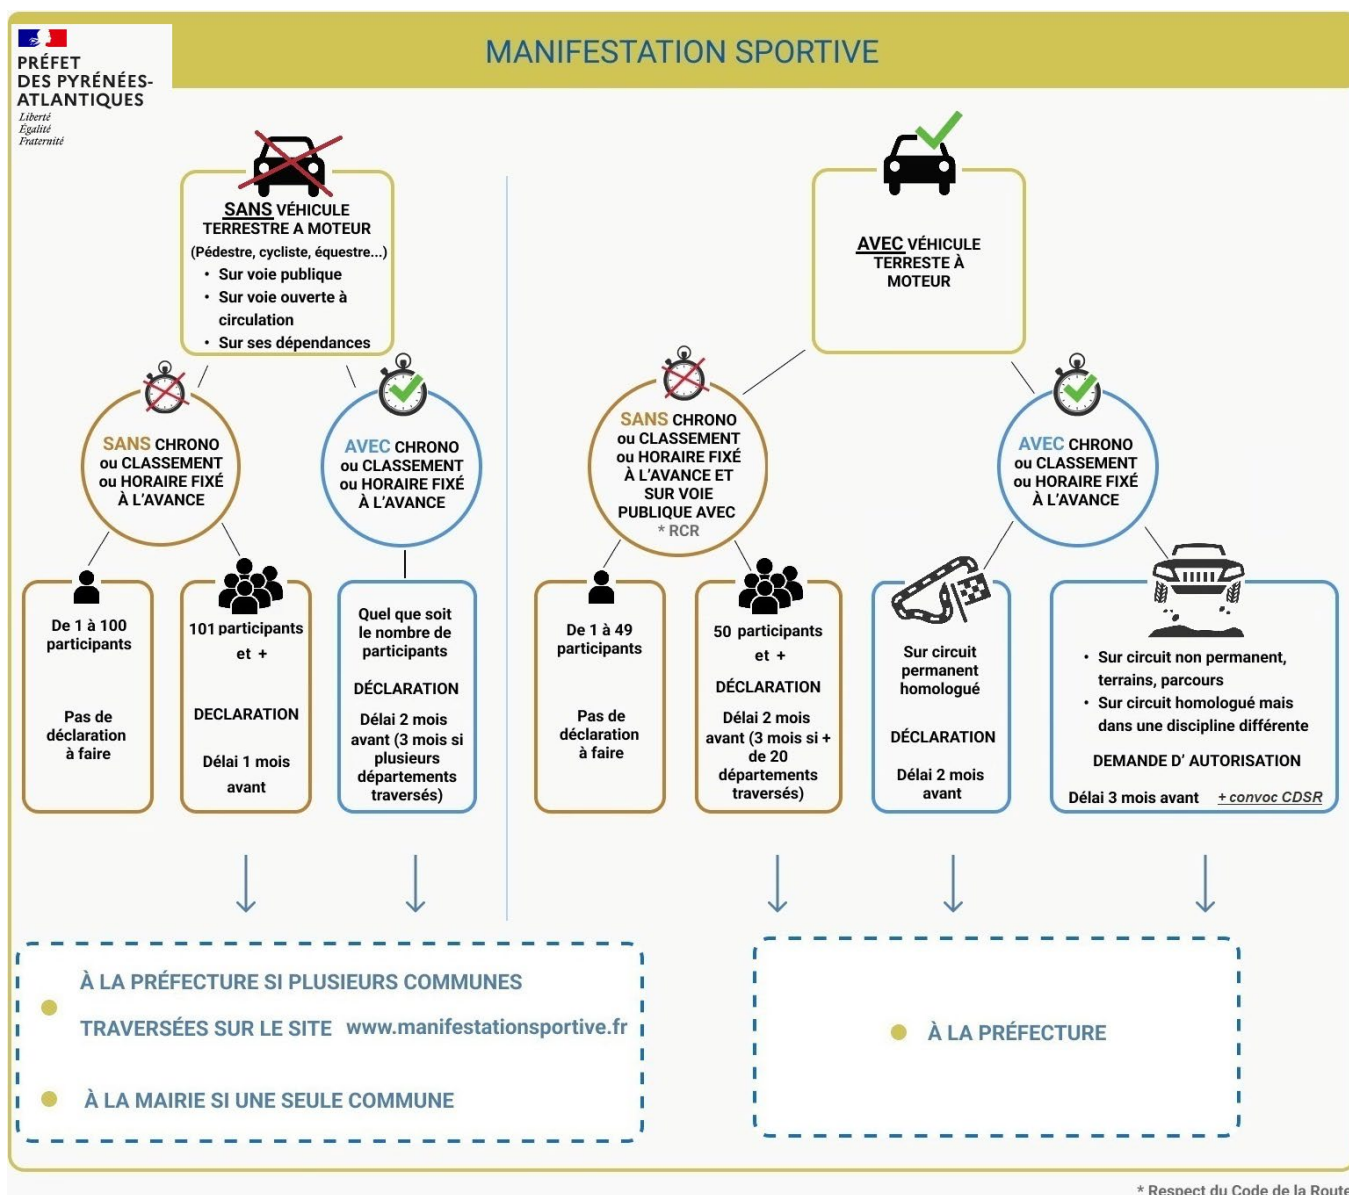 PRÉFET
DES PYRÉNÉES-
ATLANTIQUES
Liberté
Égalité
Fraternité
MANIFESTATION SPORTIVE
SANS VÉHICULE
TERRESTRE A MOTEUR
(Pédestre, cycliste, équestre...)
• Sur voie publique
• Sur voie ouverte à
circulation
• Sur ses dépendances
SANS CHRONO
ou CLASSEMENT
ou HORAIRE FIXÉ
À L'AVANCE
AVEC CHRONO
ou CLASSEMENT
ou HORAIRE FIXÉ
À L'AVANCE
De 1 à 100
participants
Pas de
déclaration
à faire
101 participants
et +
DECLARATION
Délai 1 mois
avant
Quel que soit
le nombre de
participants
DÉCLARATION
Délai 2 mois
avant (3 mois si
plusieurs
départements
traversés)
AVEC VÉHICULE
TERRESTE À
MOTEUR
SANS CHRONO
ou CLASSEMENT
ou HORAIRE FIXÉ
À L'AVANCE ET
SUR VOIE
PUBLIQUE AVEC
* RCR
AVEC CHRONO
ou CLASSEMENT
ou HORAIRE FIXÉ
À L'AVANCE
De 1 à 49
participants
Pas de
déclaration
à faire
50 participants
et +
DÉCLARATION
Délai 2 mois
avant (3 mois si +
de 20
départements
traversés)
Sur circuit
permanent
homologué
DÉCLARATION
Délai 2 mois
avant
• Sur circuit non permanent,
terrains, parcours
• Sur circuit homologué mais
dans une discipline différente
DEMANDE D' AUTORISATION
Délai 3 mois avant + convoc CDSR
À LA PRÉFECTURE SI PLUSIEURS COMMUNES
TRAVERSÉES SUR LE SITE www.manifestationsportive.fr
À LA MAIRIE SI UNE SEULE COMMUNE
À LA PRÉFECTURE
* Respect du Code de la Route